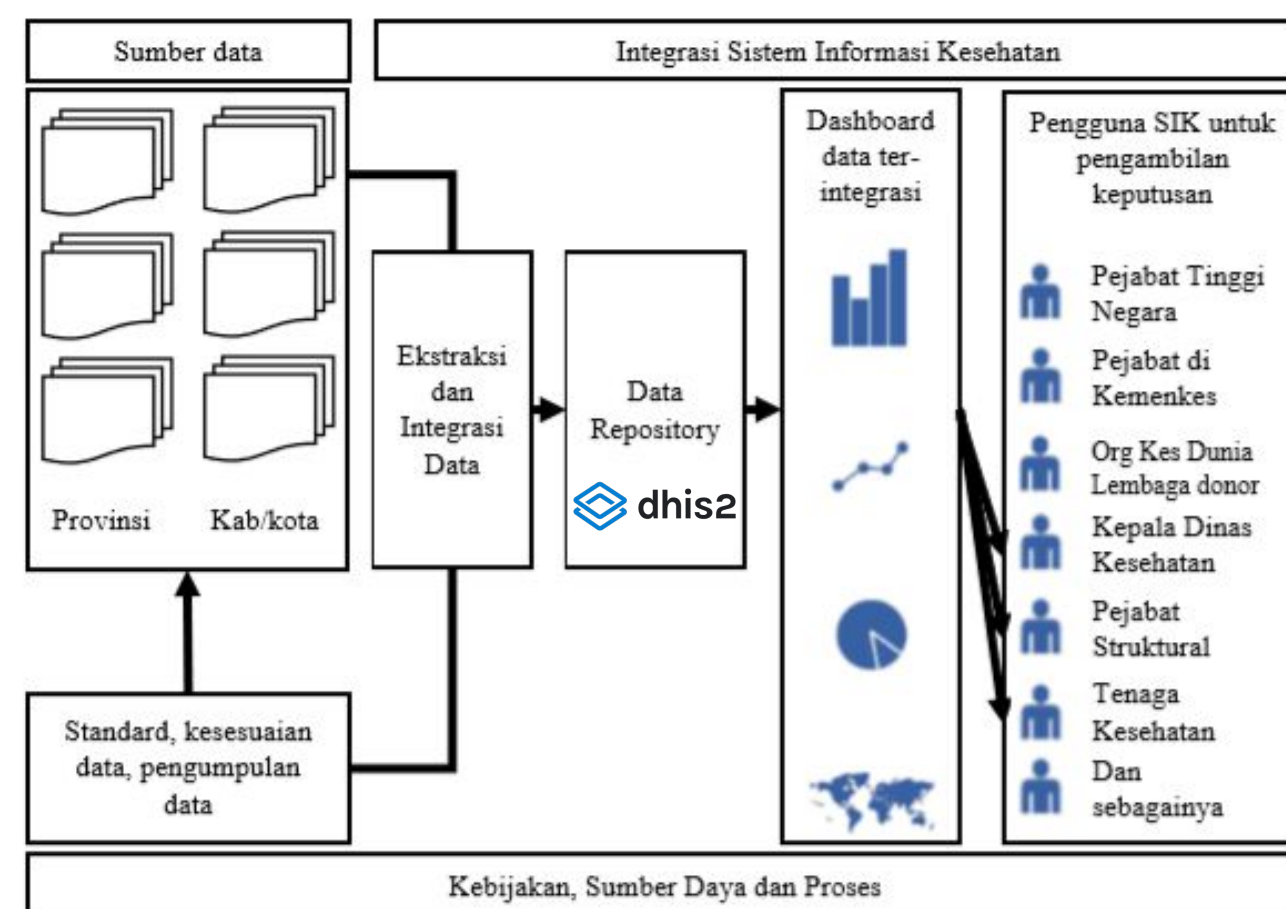 Sumber data
Integrasi Sistem Informasi Kesehatan
Provinsi
Kab/kota
Standard, kesesuaian
data, pengumpulan
data
Ekstraksi
dan
Integrasi
Data
Data
Repository
dhis2
Dashboard
data ter-
integrasi
Pengguna SIK untuk
pengambilan
keputusan
Pejabat Tinggi
Negara
Pejabat di
Kemenkes
Org Kes Dunia
Lembaga donor
Kepala Dinas
Kesehatan
Pejabat
Struktural
Tenaga
Kesehatan
Dan
sebagainya
Kebijakan, Sumber Daya dan Proses